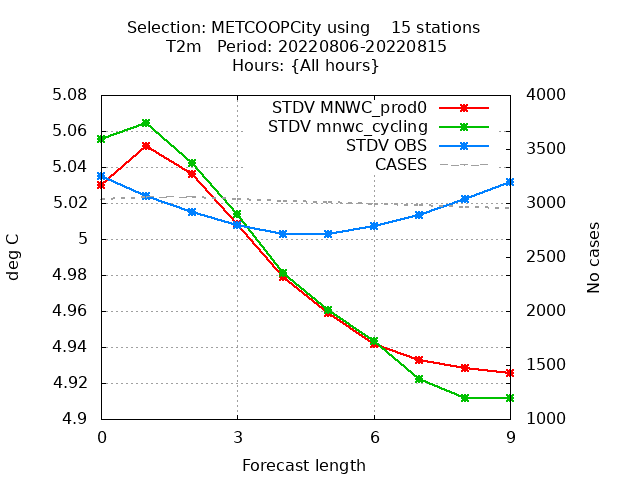 Selection: METCOOPCity using    15 stations
T2m   Period: 20220806-20220815
Hours: {All hours}
STDV MNWC_prod0
STDV mnwc_cycling
STDV OBS
CASES
5.08
5.06
5.04
5.02
5
4.98
4.96
4.94
4.92
4.9
deg C
4000
3500
3000
2500
2000
1500
1000
No cases
0 3 6 9
Forecast length